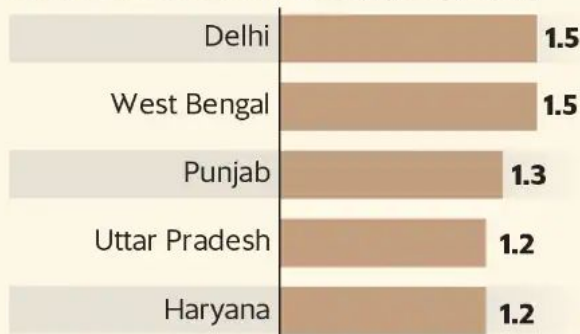 Delhi 1.5
West Bengal 1.5
Punjab 1.3
Uttar Pradesh 1.2
Haryana 1.2